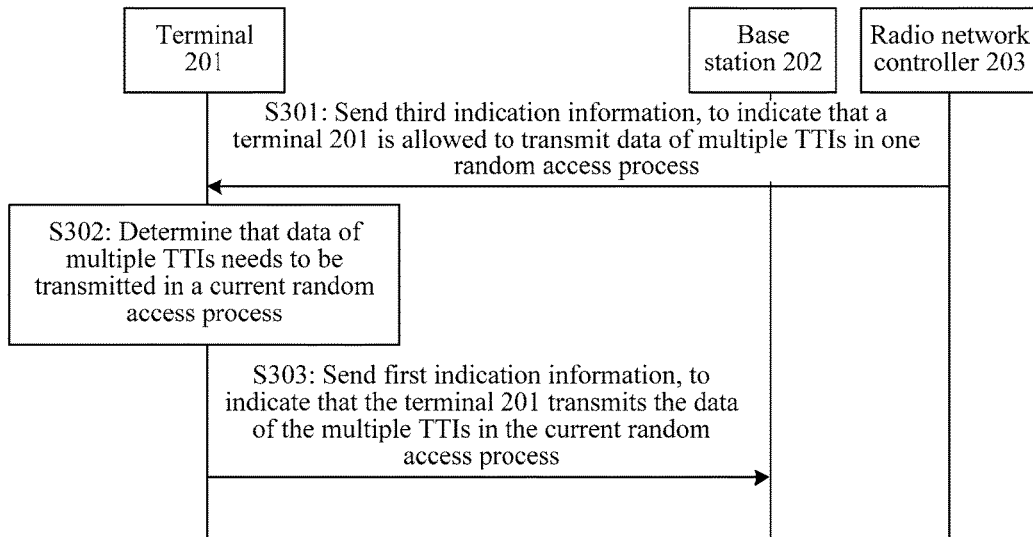 Terminal
201
Base
station 202
Radio network
controller 203
S301: Send third indication information, to indicate that a
terminal 201 is allowed to transmit data of multiple TTIs in one
random access process
S302: Determine that data of
multiple TTIs needs to be
transmitted in a current random
access process
S303: Send first indication information, to
indicate that the terminal 201 transmits the data
of the multiple TTIs in the current random
access process